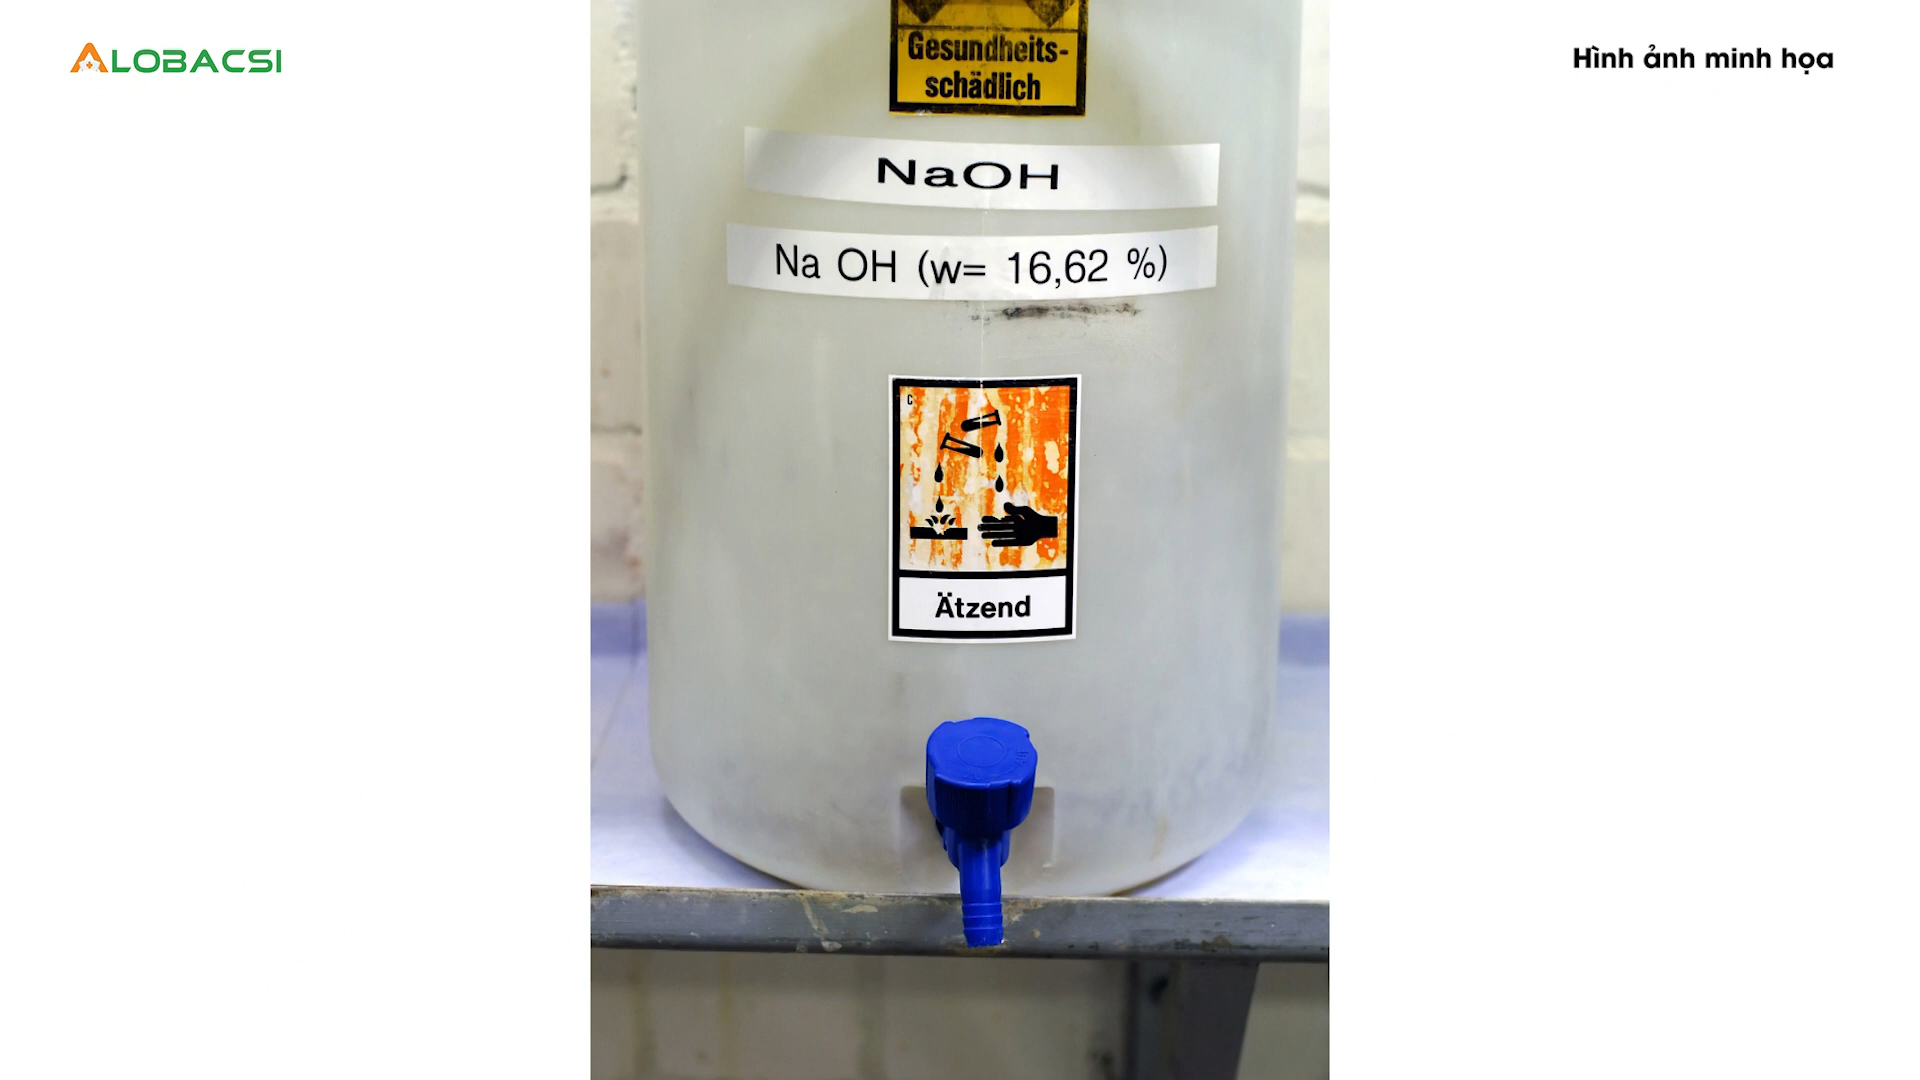 ALOBACSI
Hình ảnh minh họa
Gesundheits-
schädlich
NaOH
Na OH (w= 16,62 %)
C
Ätzend